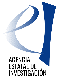 AGENCIA
ESTATAL DE
INVESTIGACIÓN